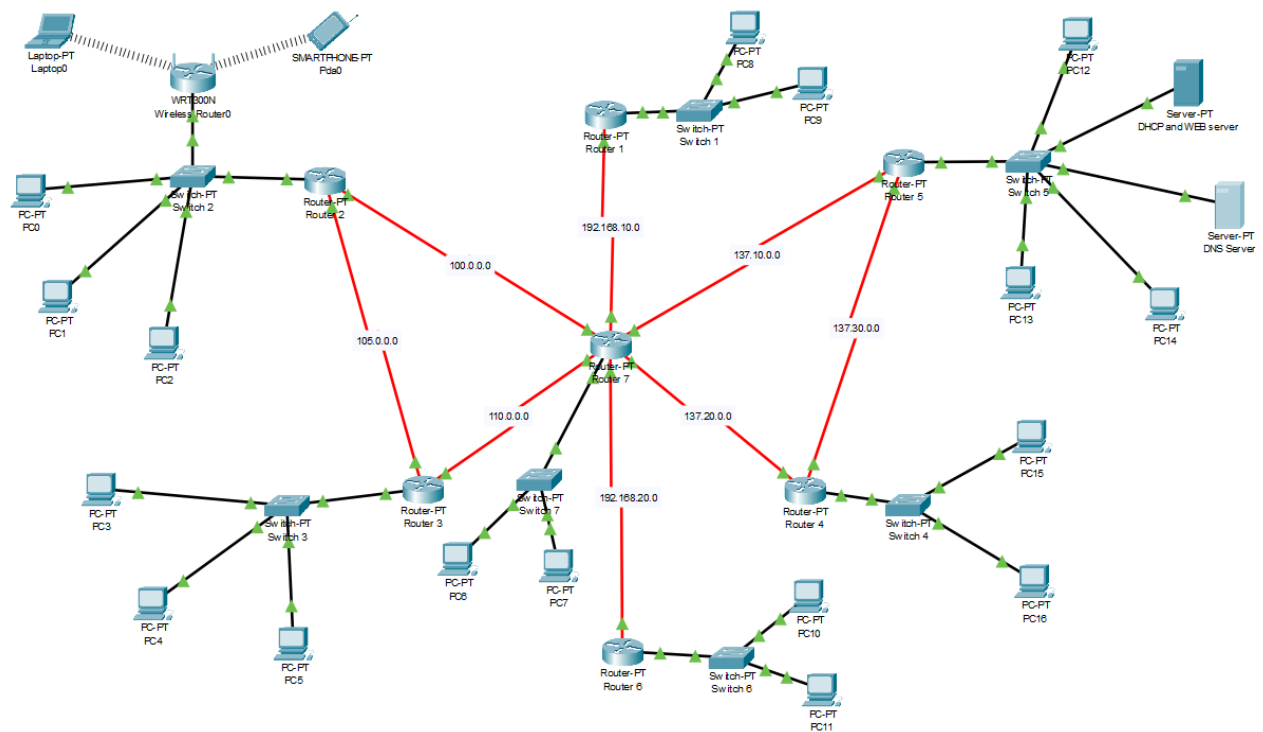 Laptop-PT
Laptop0
SMARTPHONE-PT
Pda0
WRT300N
Wireless Router0
PC-PT
PC8
PC-PT
PC9
Router-PT
Router 1
Switch-PT
Switch 1
PC-PT
PC12
Server-PT
DHCP and WEB server
Switch-PT
Switch 2
Router-PT
Router 2
PC-PT
PC0
Router-PT
Router 5
Switch-PT
Switch 5
Server-PT
DNS Server
192.168.10.0
100.0.0.0
137.10.0.0
PC-PT
PC1
PC-PT
PC13
PC-PT
PC14
137.30.0.0
105.0.0.0
PC-PT
PC2
Router-PT
Router 7
110.0.0.0
137.20.0.0
PC-PT
PC15
192.168.20.0
PC-PT
PC3
Switch-PT
Switch 3
Router-PT
Router 3
Switch-PT
Switch 7
Router-PT
Router 4
Switch-PT
Switch 4
PC-PT
PC6
PC-PT
PC7
PC-PT
PC16
PC-PT
PC4
PC-PT
PC10
PC-PT
PC5
Router-PT
Router 6
Switch-PT
Switch 6
PC-PT
PC11